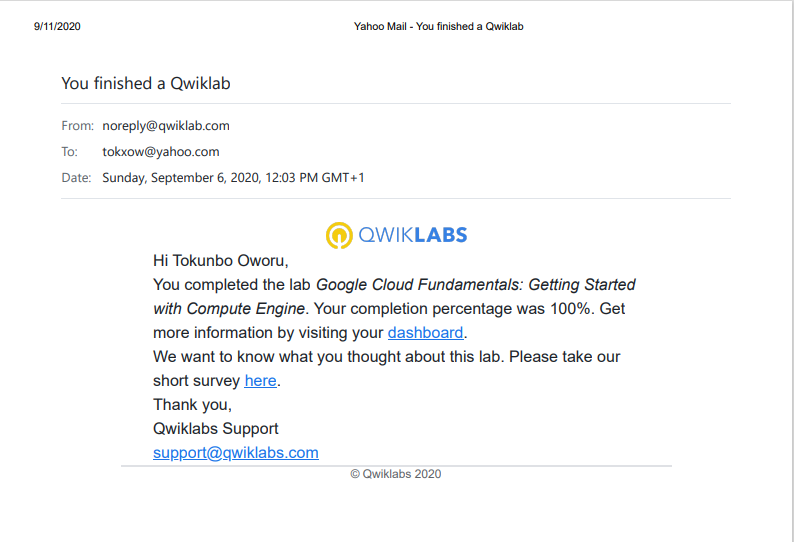 9/11/2020 Yahoo Mail - You finished a Qwiklab
You finished a Qwiklab
From: noreply@qwiklab.com
To: tokxow@yahoo.com
Date: Sunday, September 6, 2020, 12:03 PM GMT+1
QWIKLABS
Hi Tokunbo Oworu,
You completed the lab Google Cloud Fundamentals: Getting Started
with Compute Engine. Your completion percentage was 100%. Get
more information by visiting your dashboard.
We want to know what you thought about this lab. Please take our
short survey here.
Thank you,
Qwiklabs Support
support@qwiklabs.com
© Qwiklabs 2020